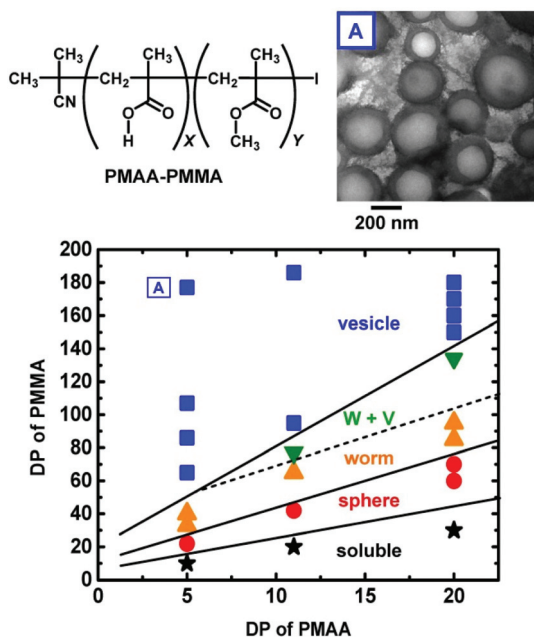 CH₃
CH₃ CH₃
CH₃ CH₂ CH₂ I
CN O O
O O
H X CH₃ Y
PMAA-PMMA
A
200 nm
200
180
160
140
120
100
80
60
40
20
0
DP of PMMA
A
vesicle
W + V
worm
sphere
soluble
0 5 10 15 20
DP of PMAA